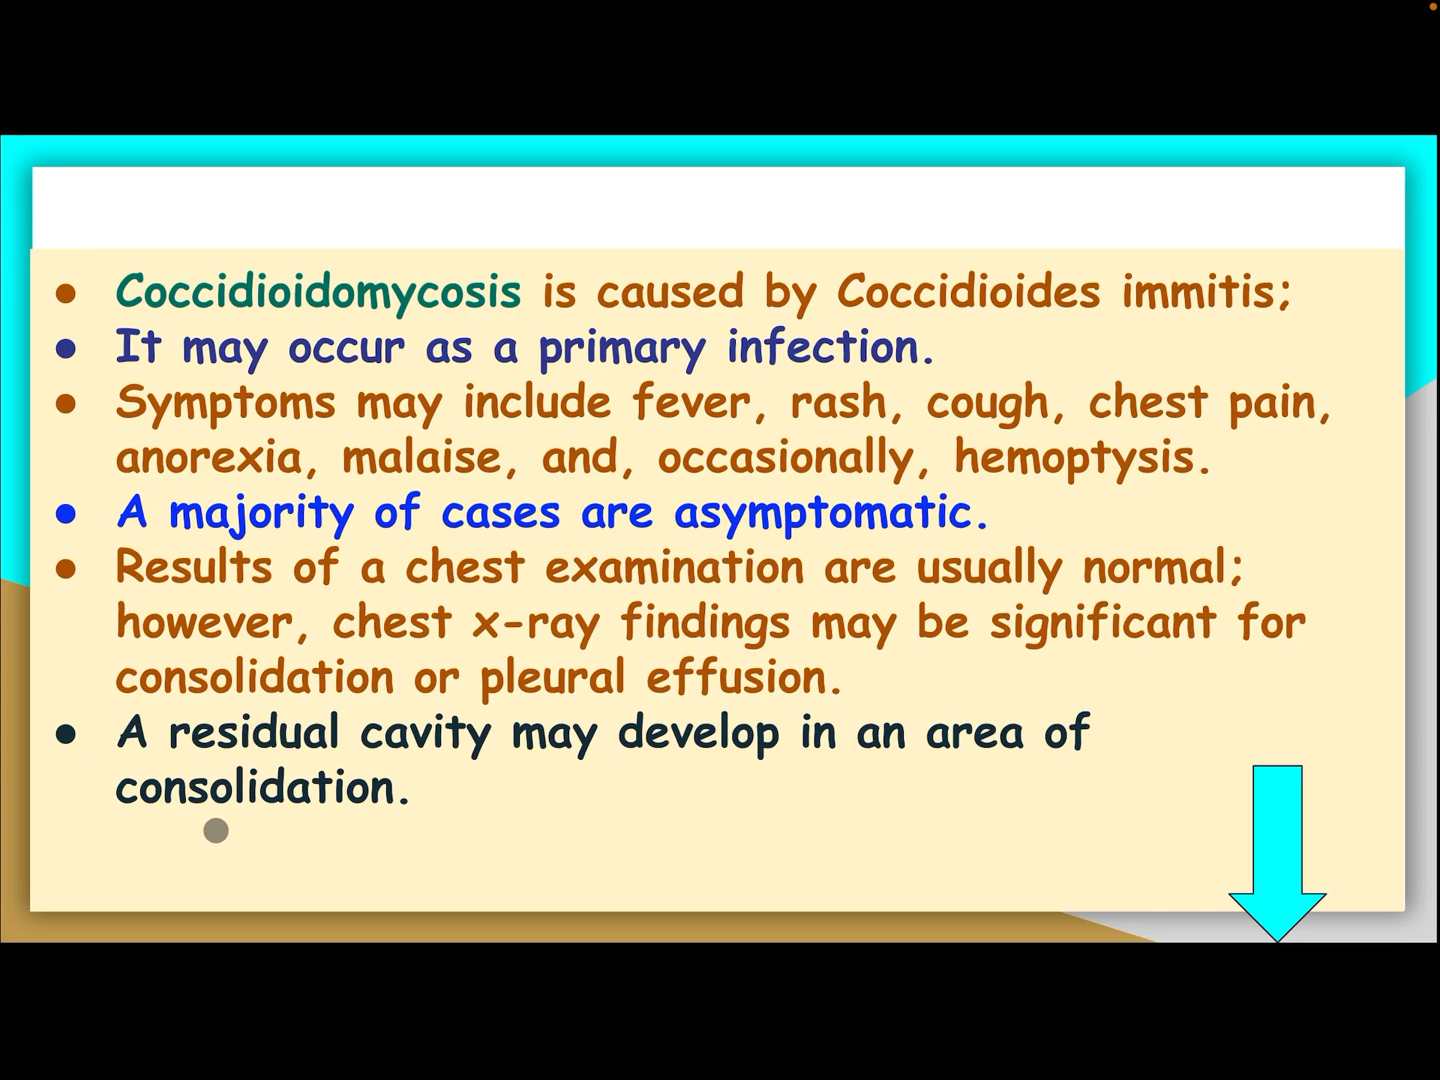 ● Coccidioidomycosis is caused by Coccidioides immitis;
● It may occur as a primary infection.
● Symptoms may include fever, rash, cough, chest pain,
anorexia, malaise, and, occasionally, hemoptysis.
● A majority of cases are asymptomatic.
● Results of a chest examination are usually normal;
however, chest x-ray findings may be significant for
consolidation or pleural effusion.
● A residual cavity may develop in an area of
consolidation.